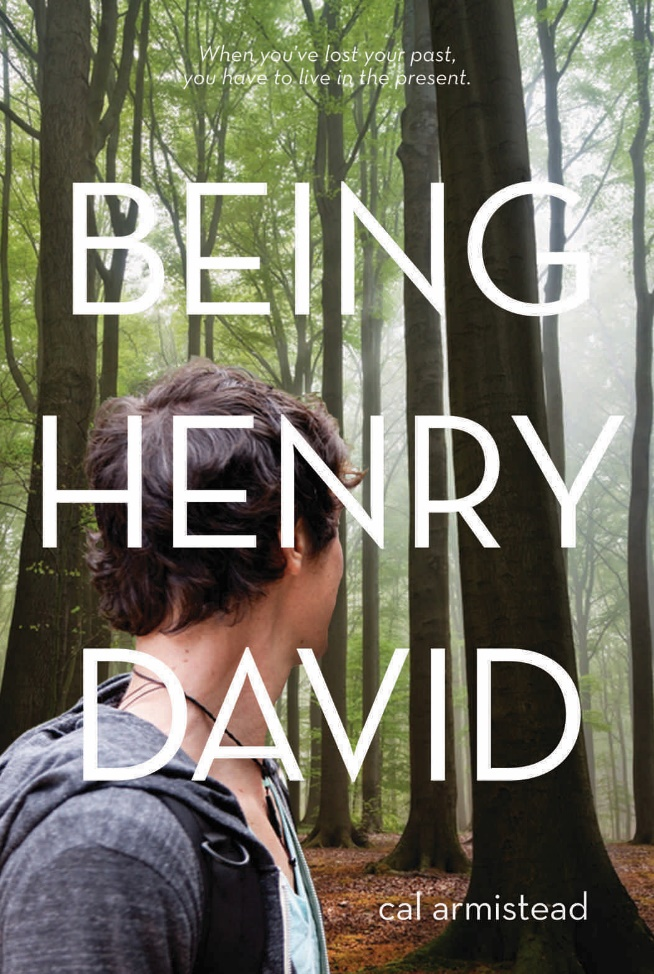 When you've lost your past,
you have to live in the present.
BEING
HENRY
DAVID
cal armistead